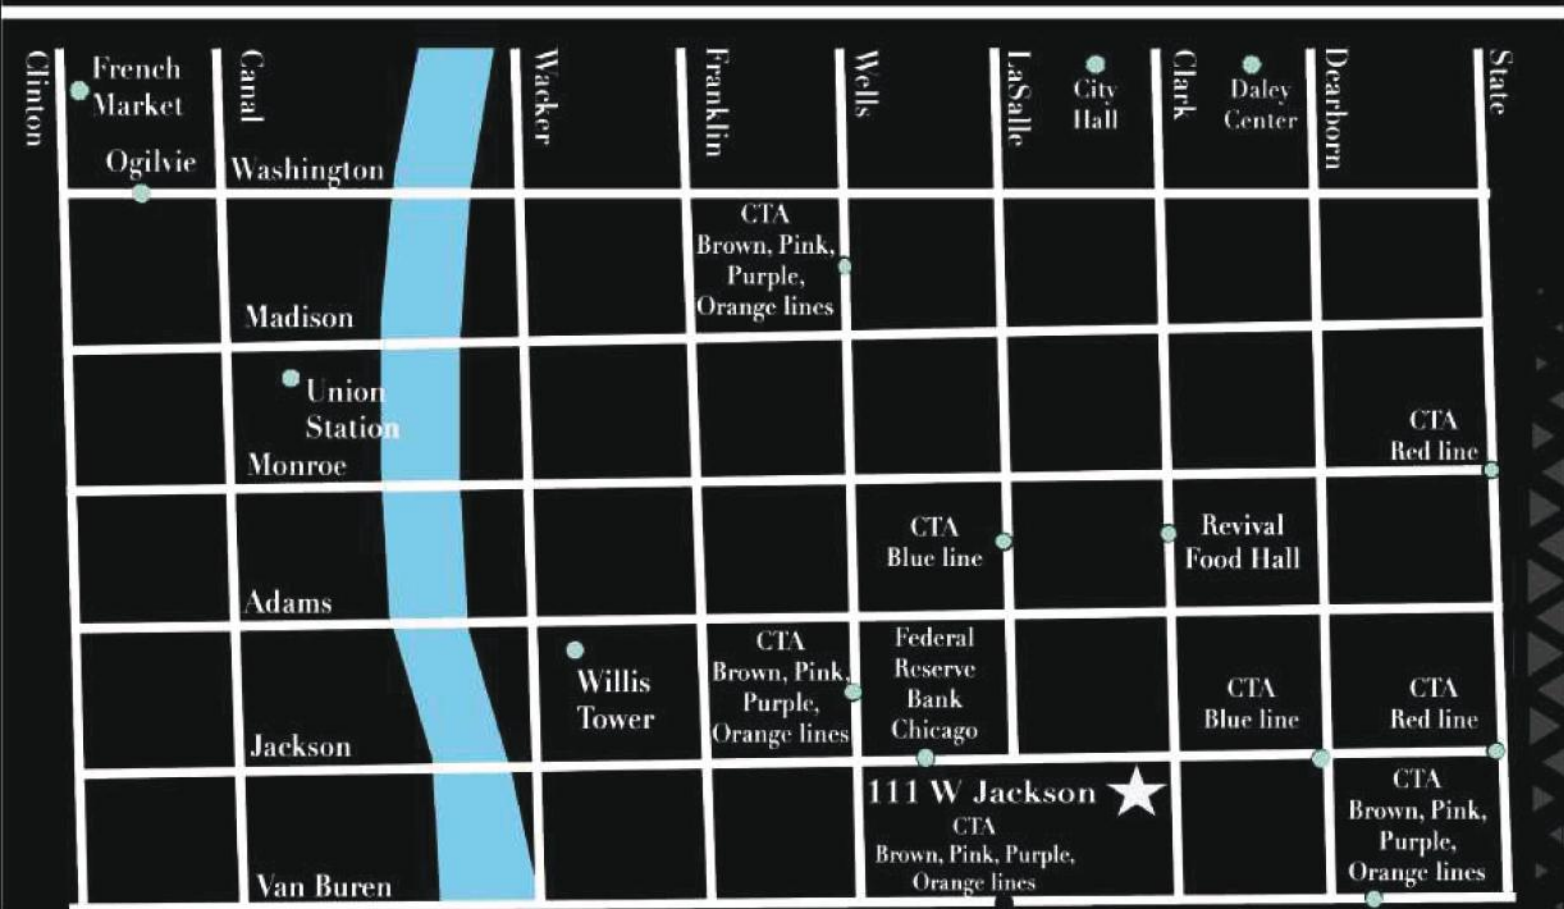 Clinton
French
Market
Ogilvie
Canal
Washington
Wacker
Franklin
Wells
LaSalle
City
Hall
Clark
Daley
Center
Dearborn
State
CTA
Brown, Pink,
Purple,
Orange lines
Madison
Union
Station
Monroe
CTA
Red line
CTA
Blue line
Revival
Food Hall
Adams
Willis
Tower
CTA
Brown, Pink,
Purple,
Orange lines
Federal
Reserve
Bank
Chicago
CTA
Blue line
CTA
Red line
Jackson
111 W Jackson
CTA
Brown, Pink, Purple,
Orange lines
CTA
Brown, Pink,
Purple,
Orange lines
Van Buren